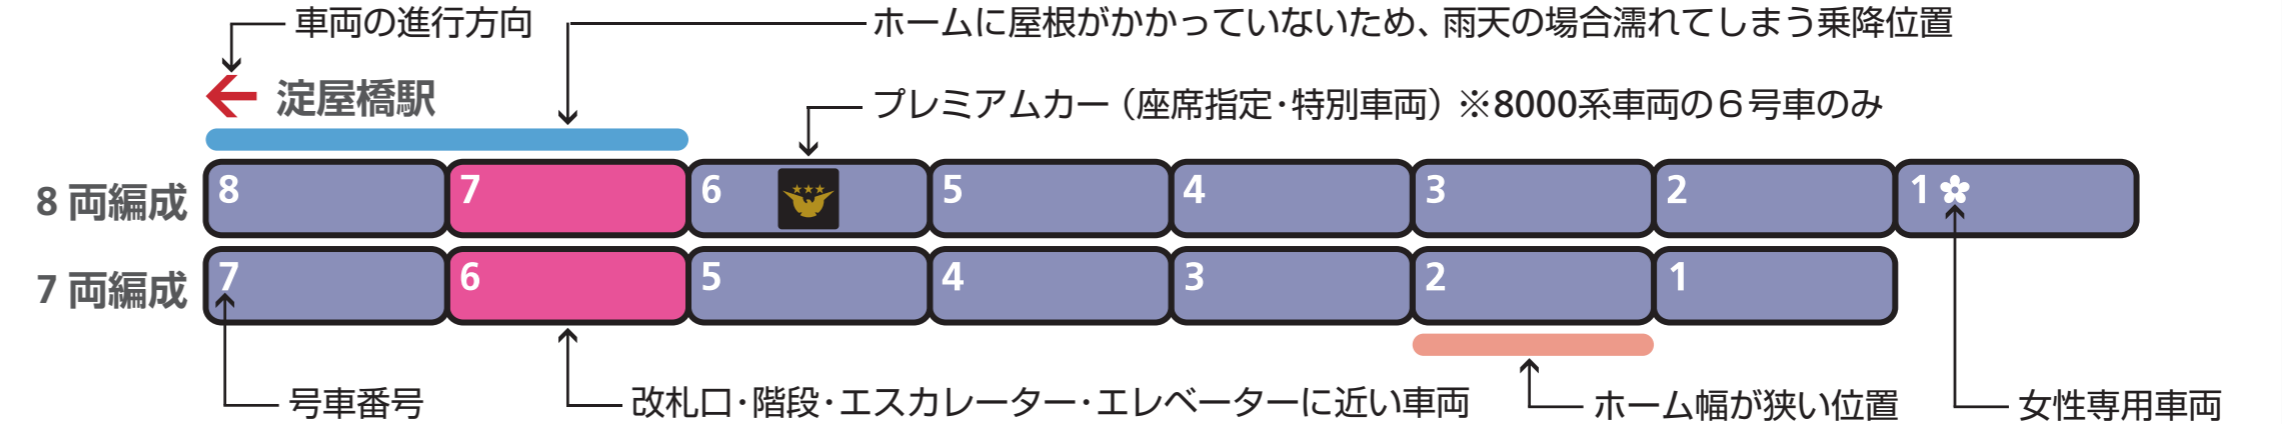 車両の進行方向
ホームに屋根がかかっていないため、雨天の場合濡れてしまう乗降位置
淀屋橋駅
プレミアムカー（座席指定･特別車両）※8000系車両の６号車のみ
8 両編成 8 7 6 5 4 3 2 1
7 両編成 7 6 5 4 3 2 1
号車番号
改札口･階段･エスカレーター･エレベーターに近い車両
ホーム幅が狭い位置
女性専用車両